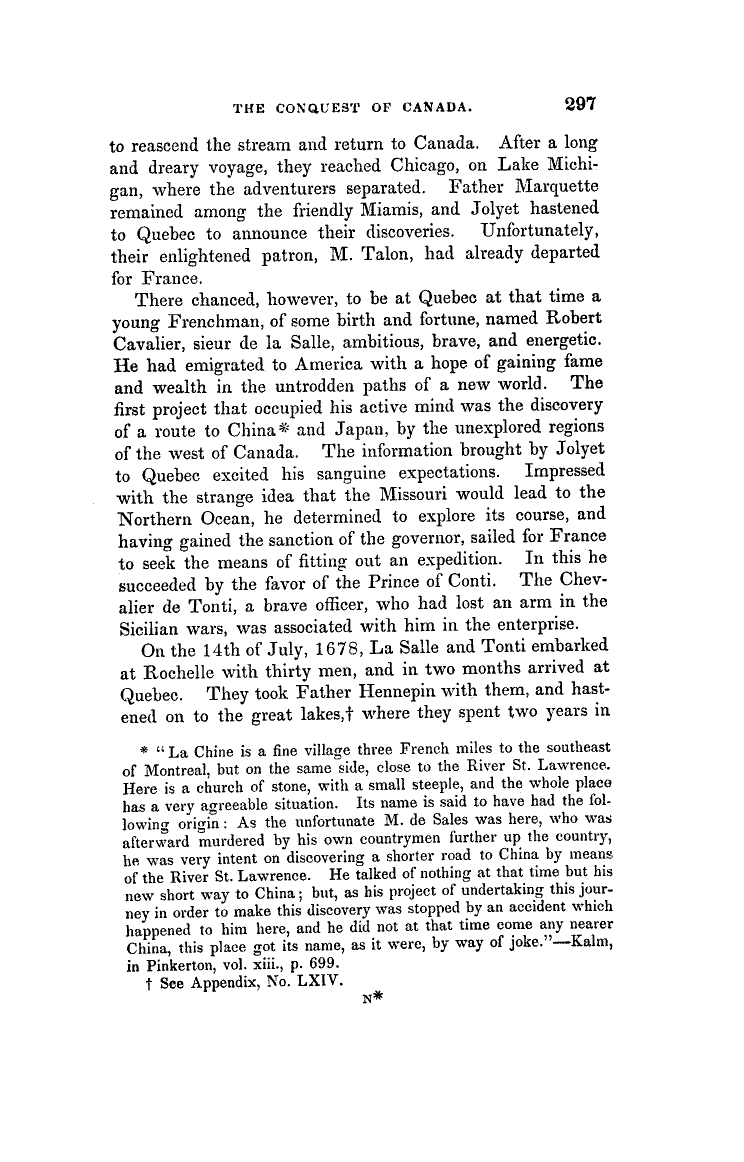 THE CONQUEST OF CANADA. 297
to reascend the stream and return to Canada. After a long
and dreary voyage, they reached Chicago, on Lake Michi-
gan, where the adventurers separated. Father Marquette
remained among the friendly Miamis, and Jolyet hastened
to Quebec to announce their discoveries. Unfortunately,
their enlightened patron, M. Talon, had already departed
for France.
There chanced, however, to be at Quebec at that time a
young Frenchman, of some birth and fortune, named Robert
Cavalier, sieur de la Salle, ambitious, brave, and energetic.
He had emigrated to America with a hope of gaining fame
and wealth in the untrodden paths of a new world. The
first project that occupied his active mind was the discovery
of a route to China* and Japan, by the unexplored regions
of the west of Canada. The information brought by Jolyet
to Quebec excited his sanguine expectations. Impressed
with the strange idea that the Missouri would lead to the
Northern Ocean, he determined to explore its course, and
having gained the sanction of the governor, sailed for France
to seek the means of fitting out an expedition. In this he
succeeded by the favor of the Prince of Conti. The Chev-
alier de Tonti, a brave officer, who had lost an arm in the
Sicilian wars, was associated with him in the enterprise.
On the 14th of July, 1678, La Salle and Tonti embarked
at Rochelle with thirty men, and in two months arrived at
Quebec. They took Father Hennepin with them, and hast-
ened on to the great lakes,† where they spent two years in
* "La Chine is a fine village three French miles to the southeast
of Montreal, but on the same side, close to the River St. Lawrence.
Here is a church of stone, with a small steeple, and the whole place
has a very agreeable situation. Its name is said to have had the fol-
lowing origin: As the unfortunate M. de Sales was here, who was
afterward murdered by his own countrymen further up the country,
he was very intent on discovering a shorter road to China by means
of the River St. Lawrence. He talked of nothing at that time but his
new short way to China; but, as his project of undertaking this jour-
ney in order to make this discovery was stopped by an accident which
happened to him here, and he did not at that time come any nearer
China, this place got its name, as it were, by way of joke."—Kalm,
in Pinkerton, vol. xiii., p. 699.
† See Appendix, No. LXIV.
N*